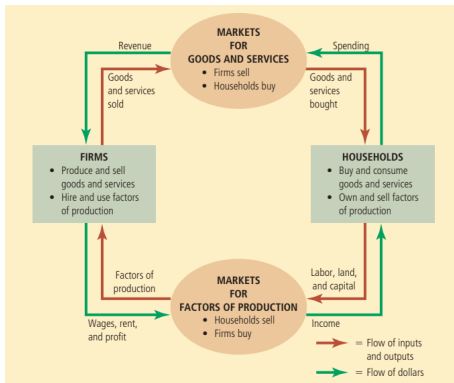 MARKETS
FOR
GOODS AND SERVICES
• Firms sell
• Households buy
Revenue
Spending
Goods
and services
sold
Goods and
services
bought
FIRMS
• Produce and sell
goods and services
• Hire and use factors
of production
HOUSEHOLDS
• Buy and consume
goods and services
• Own and sell factors
of production
Factors of
production
Labor, land,
and capital
MARKETS
FOR
FACTORS OF PRODUCTION
• Households sell
• Firms buy
Wages, rent,
and profit
Income
= Flow of inputs
and outputs
= Flow of dollars